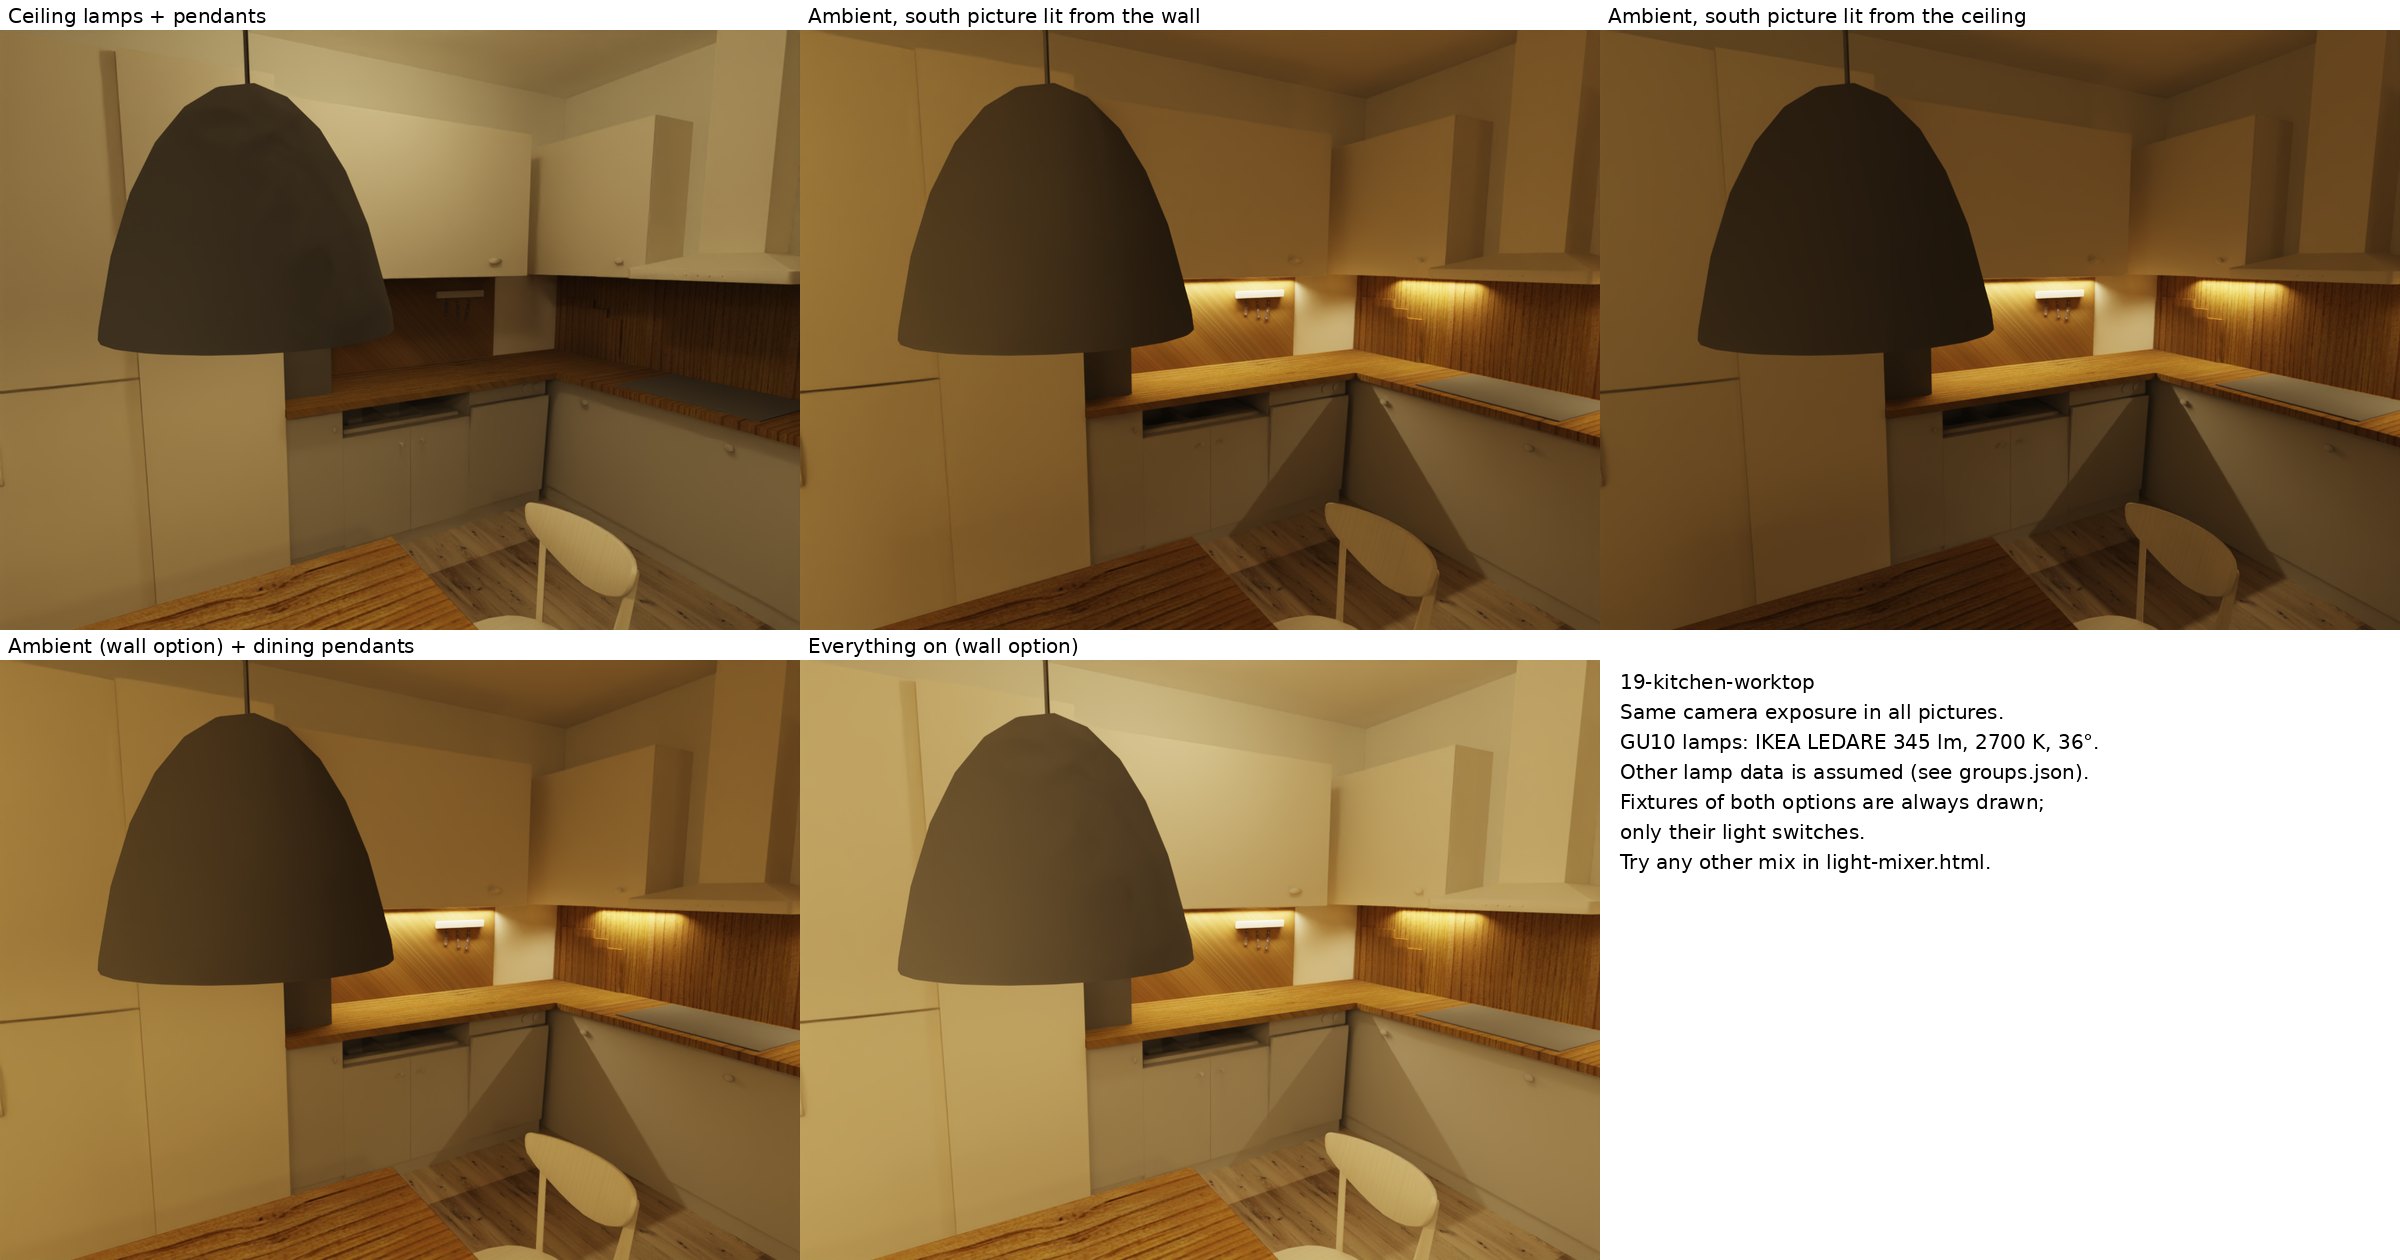 Ceiling lamps + pendants
Ambient, south picture lit from the wall
Ambient, south picture lit from the ceiling
Ambient (wall option) + dining pendants
Everything on (wall option)
19-kitchen-worktop
Same camera exposure in all pictures.
GU10 lamps: IKEA LEDARE 345 lm, 2700 K, 36°.
Other lamp data is assumed (see groups.json).
Fixtures of both options are always drawn;
only their light switches.
Try any other mix in light-mixer.html.